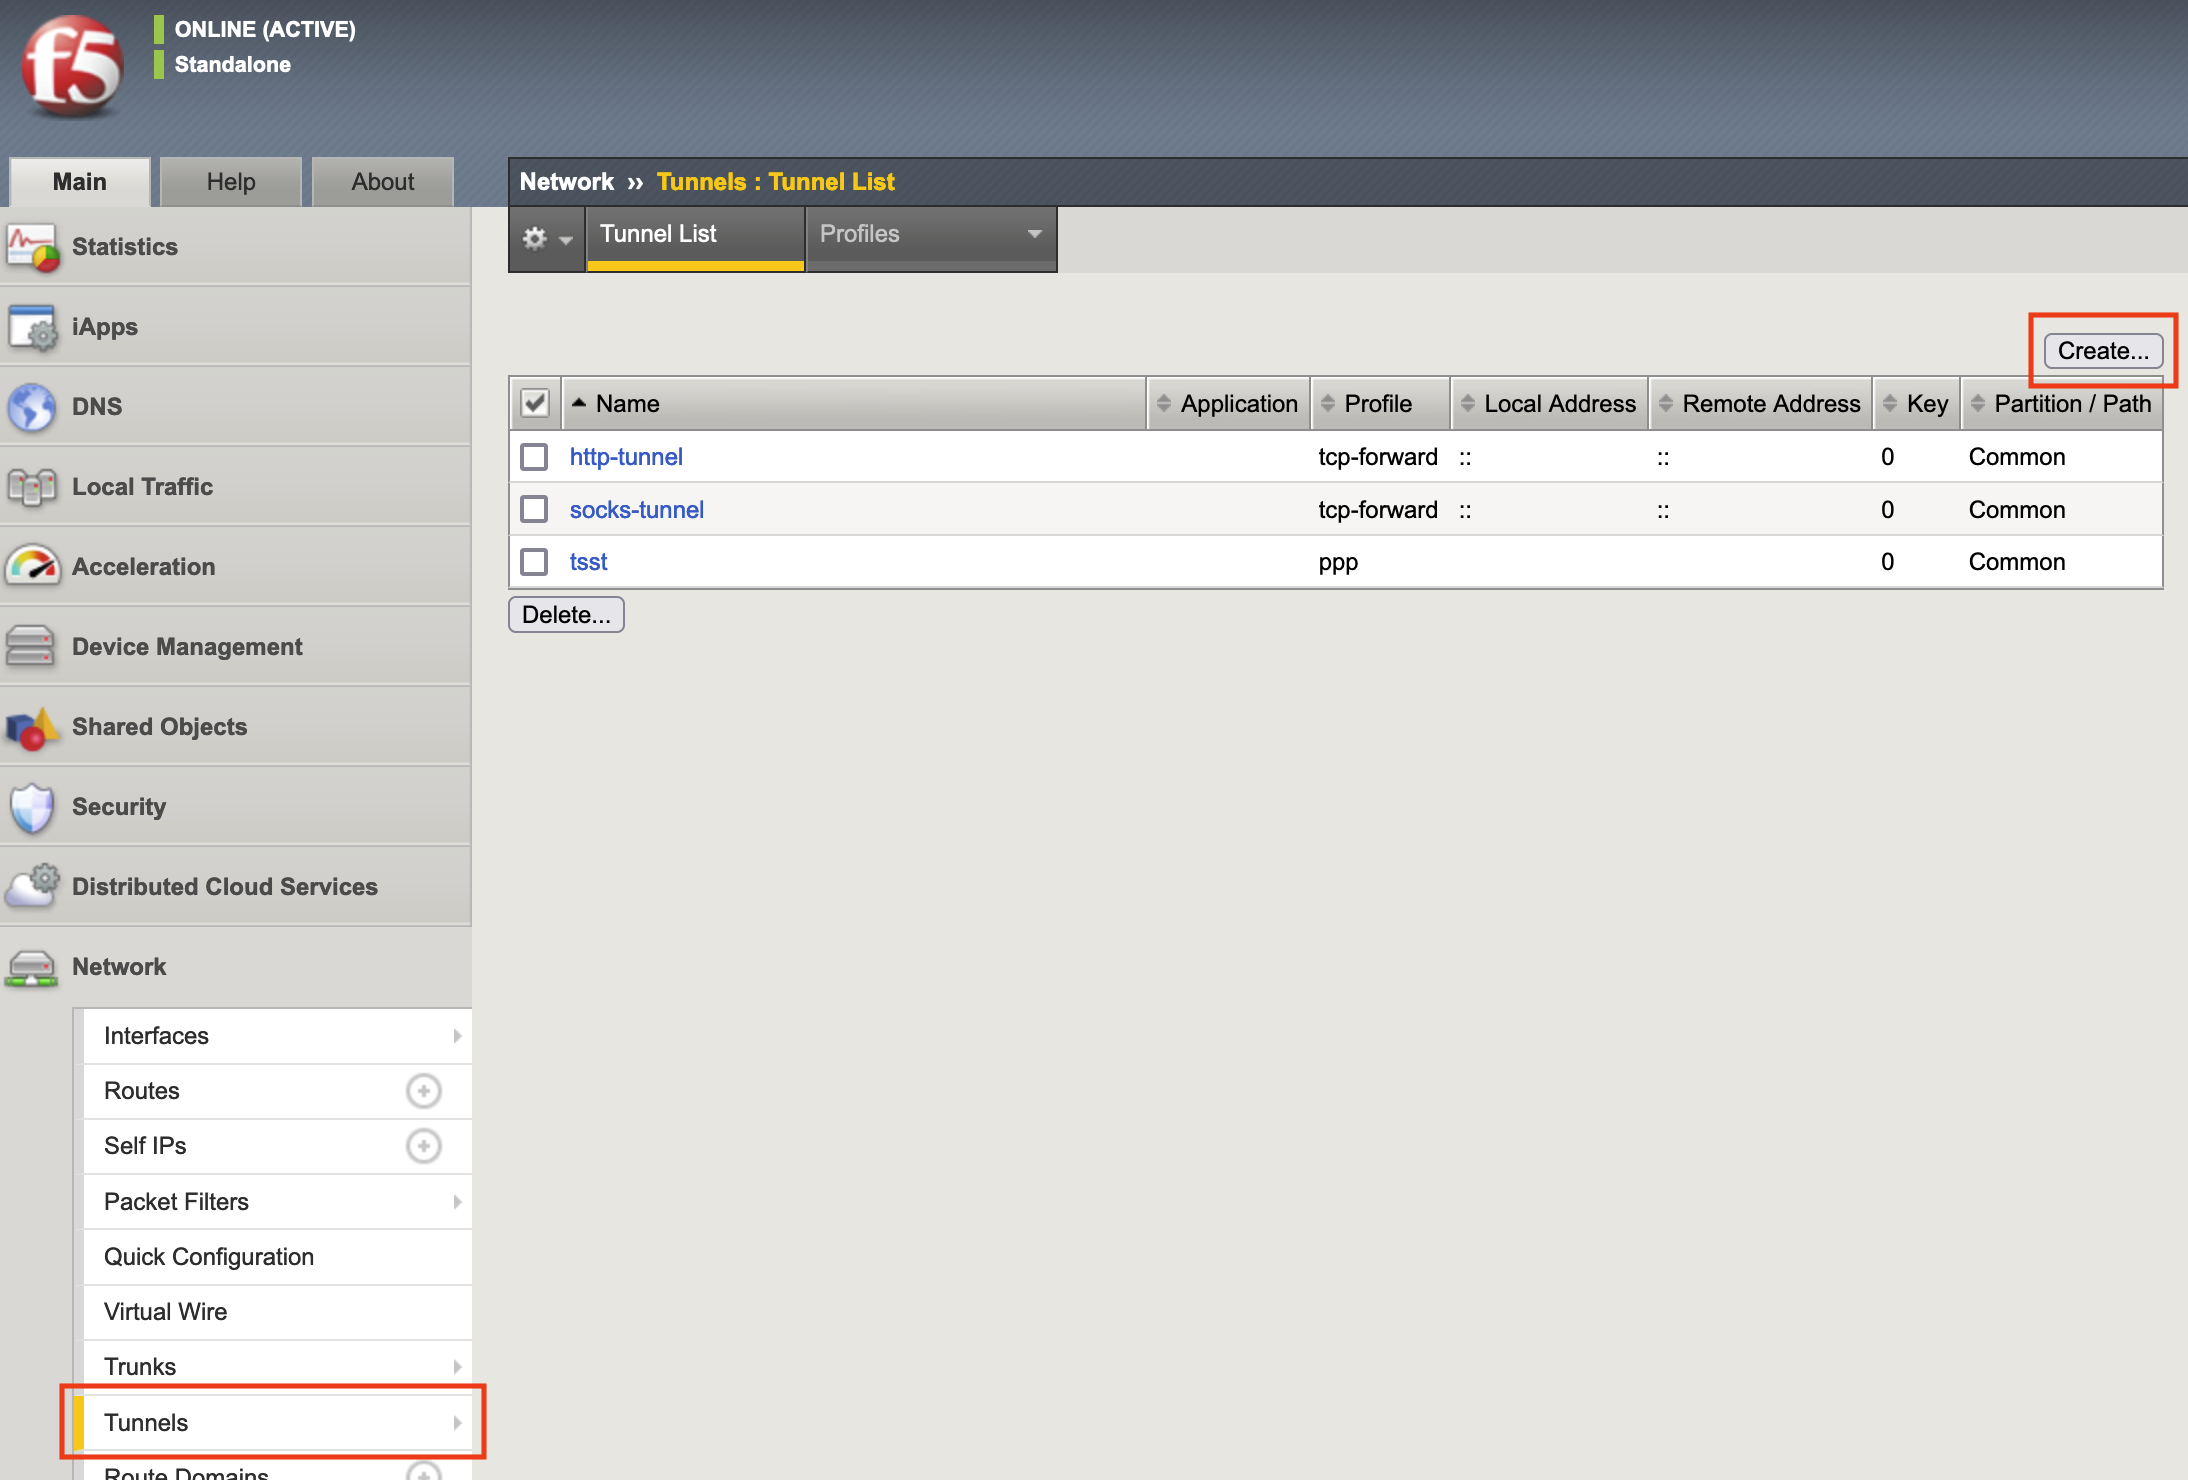 f5
ONLINE (ACTIVE)
Standalone
Main
Help
About
Network ›› Tunnels : Tunnel List
Tunnel List
Profiles
Statistics
iApps
DNS
Local Traffic
Acceleration
Device Management
Shared Objects
Security
Distributed Cloud Services
Network
Interfaces
Routes
Self IPs
Packet Filters
Quick Configuration
Virtual Wire
Trunks
Tunnels
Route Domains
Create...
Name Application Profile Local Address Remote Address Key Partition / Path
http-tunnel tcp-forward :: :: 0 Common
socks-tunnel tcp-forward :: :: 0 Common
tsst ppp 0 Common
Delete...